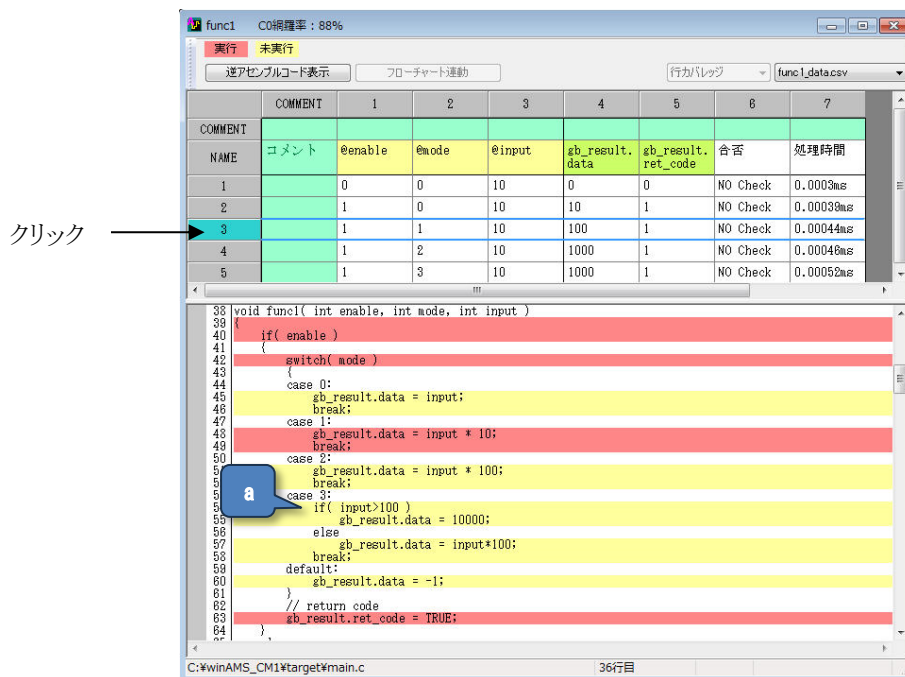 func1 C0網羅率：88%
実行 未実行
逆アセンブルコード表示 フローチャート連動 行カバレッジ func1_data.csv
COMMENT 1 2 3 4 5 6 7
COMMENT
NAME コメント @enable @mode @input gb_result.data gb_result.ret_code 合否 処理時間
1 0 0 10 0 0 NO Check 0.0003ms
2 1 0 10 10 1 NO Check 0.00039ms
クリック
3 1 1 10 100 1 NO Check 0.00044ms
4 1 2 10 1000 1 NO Check 0.00046ms
5 1 3 10 1000 1 NO Check 0.00052ms
38 void func1( int enable, int mode, int input )
39 {
40 if( enable )
41 {
42 switch( mode )
43 {
44 case 0:
45 gb_result.data = input;
46 break;
47 case 1:
48 gb_result.data = input * 10;
49 break;
50 case 2:
5 gb_result.data = input * 100;
5 break;
5 case 3:
a
5 if( input>100 )
55 gb_result.data = 10000;
56 else
57 gb_result.data = input*100;
58 break;
59 default:
60 gb_result.data = -1;
61 }
62 // return code
63 gb_result.ret_code = TRUE;
64 }
C:¥winAMS_CM1¥target¥main.c 36行目